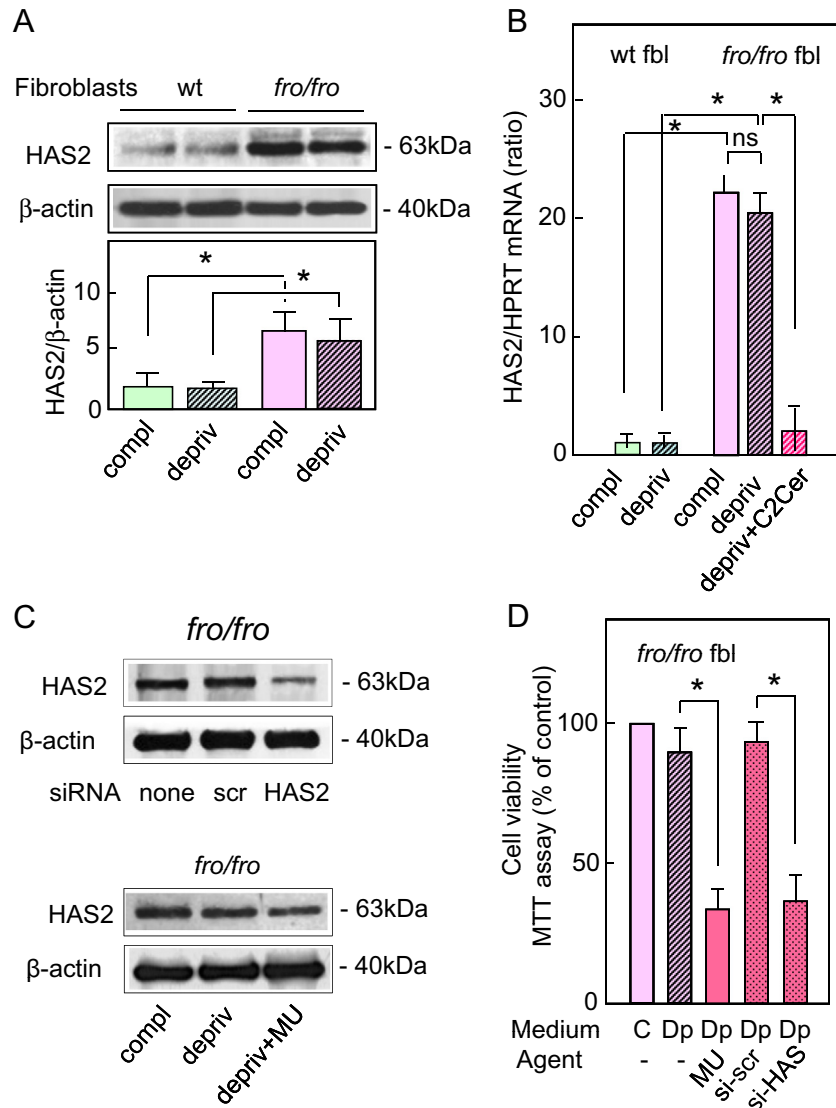 A
Fibroblasts wt fro/fro
HAS2 - 63kDa
β-actin - 40kDa
HAS2/β-actin
10
5
0
* *
compl depriv compl depriv
B
wt fbl fro/fro fbl
HAS2/HPRT mRNA (ratio)
30
20
10
0
* * *
ns
compl depriv compl depriv depriv+C2Cer
C
fro/fro
HAS2 - 63kDa
β-actin - 40kDa
siRNA none scr HAS2
fro/fro
HAS2 - 63kDa
β-actin - 40kDa
compl depriv depriv+MU
D
fro/fro fbl
Cell viability
MTT assay (% of control)
100
50
0
* *
Medium C Dp Dp Dp Dp
Agent - - MU si-scr si-HAS